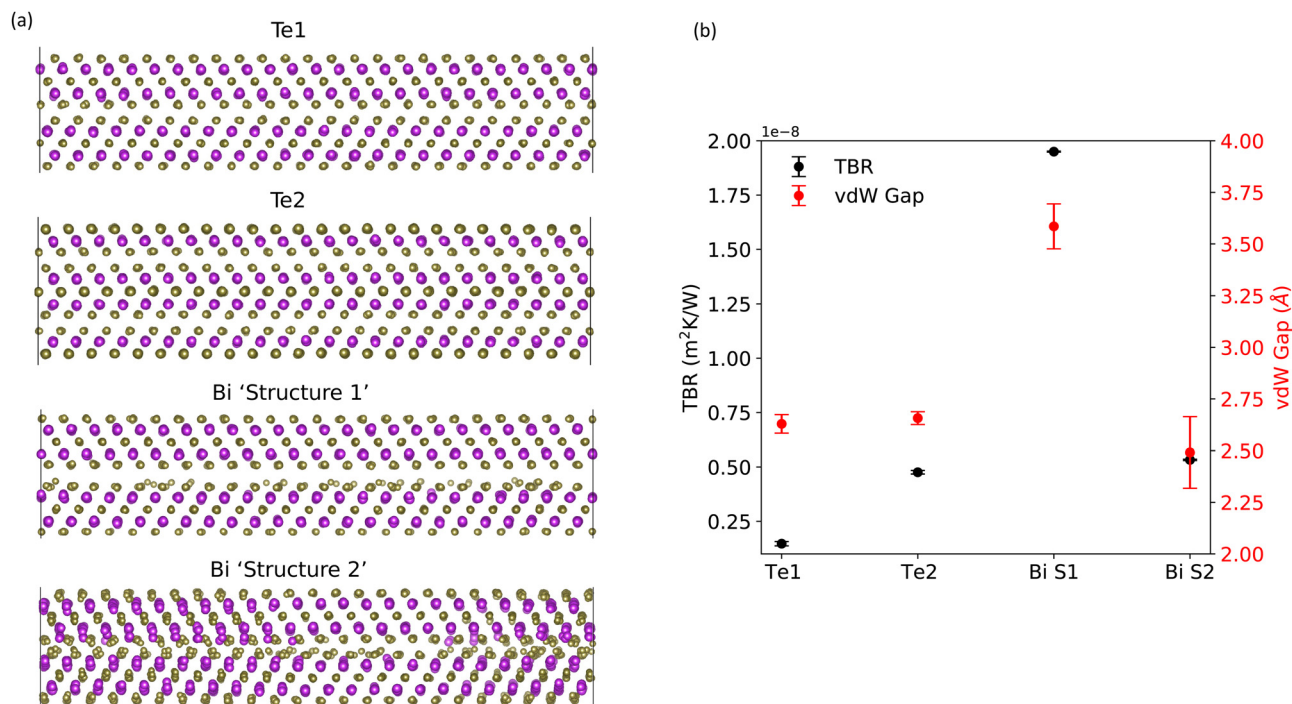 (a)
Te1
Te2
Bi ‘Structure 1’
Bi ‘Structure 2’
(b)
1e−8
2.00
1.75
1.50
1.25
1.00
0.75
0.50
0.25
TBR (m²K/W)
TBR
vdW Gap
4.00
3.75
3.50
3.25
3.00
2.75
2.50
2.25
2.00
vdW Gap (Å)
Te1 Te2 Bi S1 Bi S2